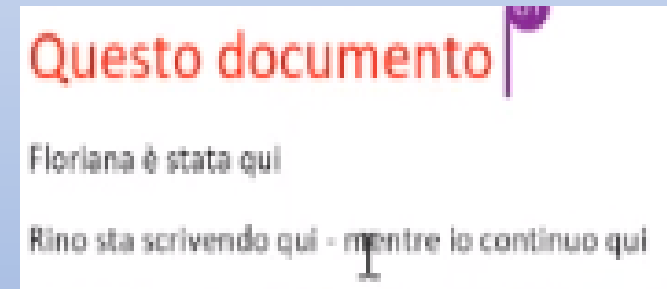 Questo documento
Floriana è stata qui
Rino sta scrivendo qui - mentre io continuo qui